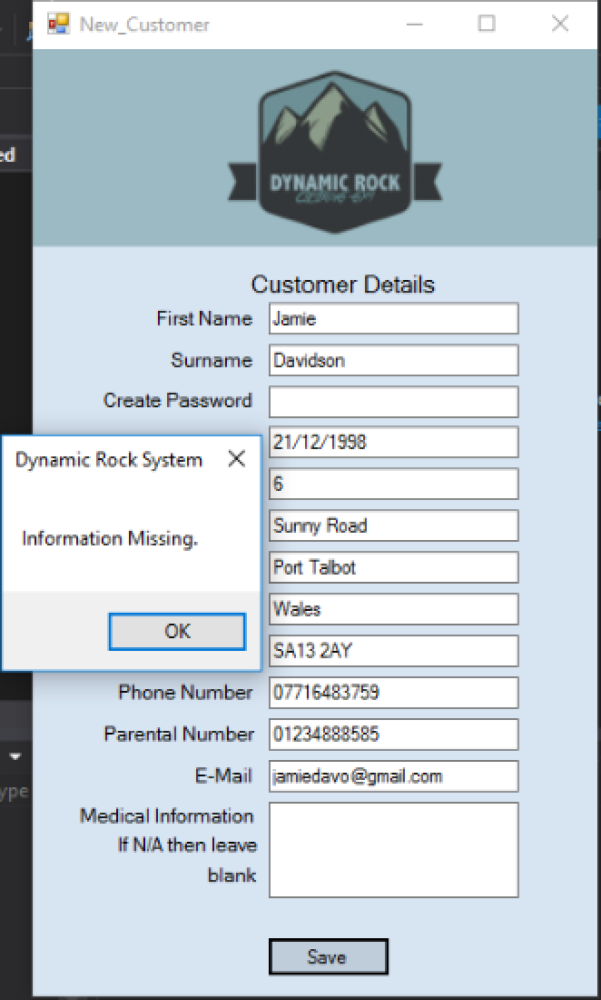 New_Customer
ed
DYNAMIC ROCK
Customer Details
First Name Jamie
Surname Davidson
Create Password
21/12/1998
6
Sunny Road
Port Talbot
Wales
SA13 2AY
Dynamic Rock System
Information Missing.
OK
Phone Number 07716483759
Parental Number 01234888585
E-Mail jamiedavo@gmail.com
Medical Information
If N/A then leave
blank
Save
ype